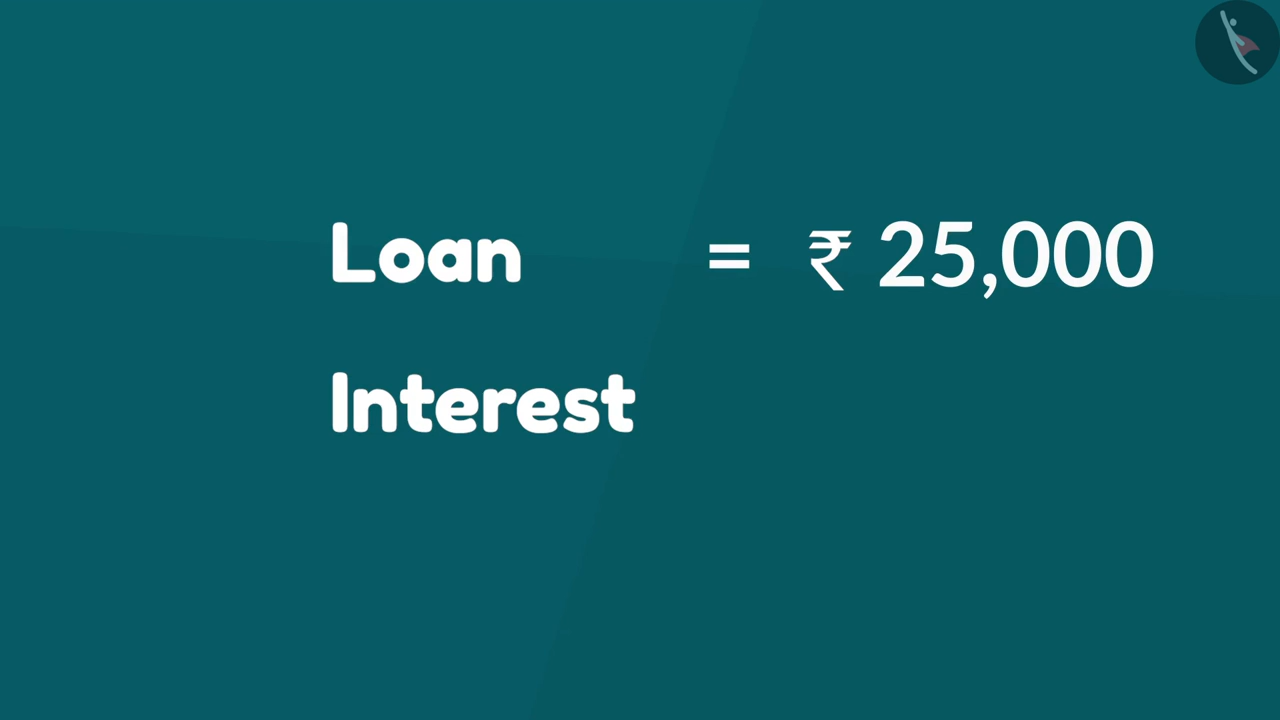 Loan = ₹ 25,000
Interest